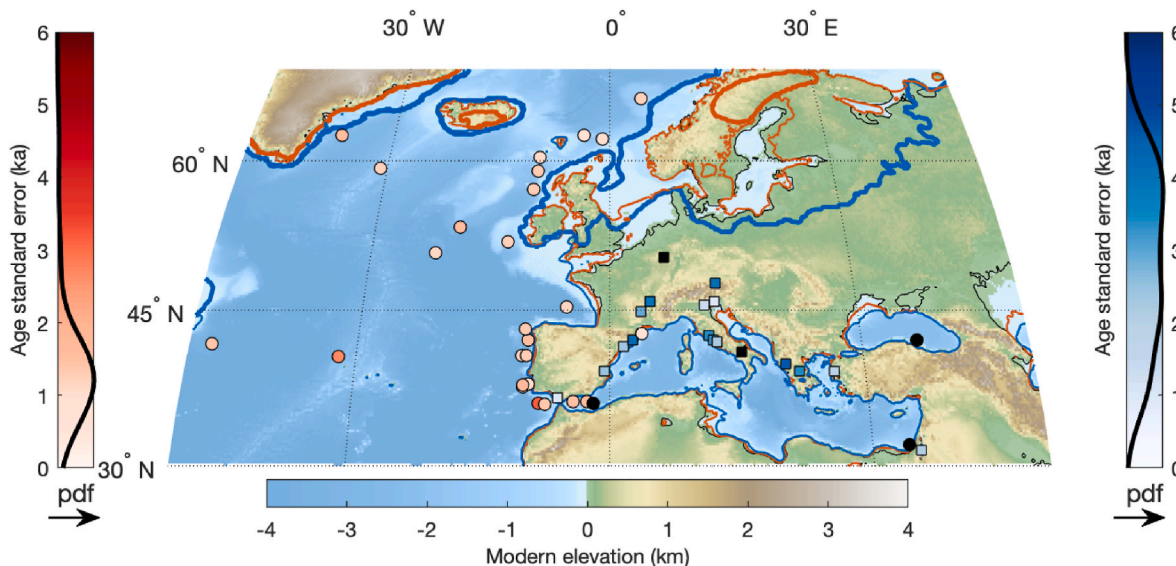 30° W
0°
30° E
6
5
4
3
2
1
0
Age standard error (ka)
pdf
60° N
45° N
30° N
6
5
4
3
2
1
0
Age standard error (ka)
pdf
-4 -3 -2 -1 0 1 2 3 4
Modern elevation (km)